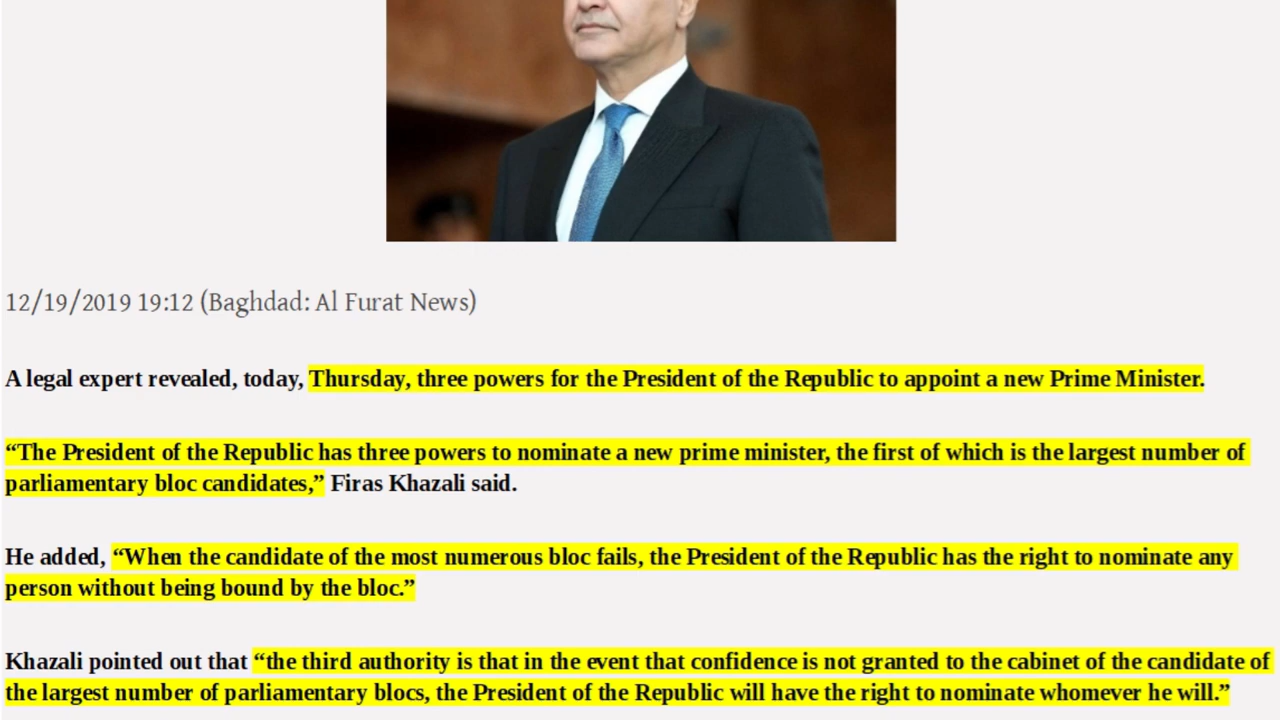 12/19/2019 19:12 (Baghdad: Al Furat News)
A legal expert revealed, today, Thursday, three powers for the President of the Republic to appoint a new Prime Minister.
“The President of the Republic has three powers to nominate a new prime minister, the first of which is the largest number of
parliamentary bloc candidates,” Firas Khazali said.
He added, “When the candidate of the most numerous bloc fails, the President of the Republic has the right to nominate any
person without being bound by the bloc.”
Khazali pointed out that “the third authority is that in the event that confidence is not granted to the cabinet of the candidate of
the largest number of parliamentary blocs, the President of the Republic will have the right to nominate whomever he will.”